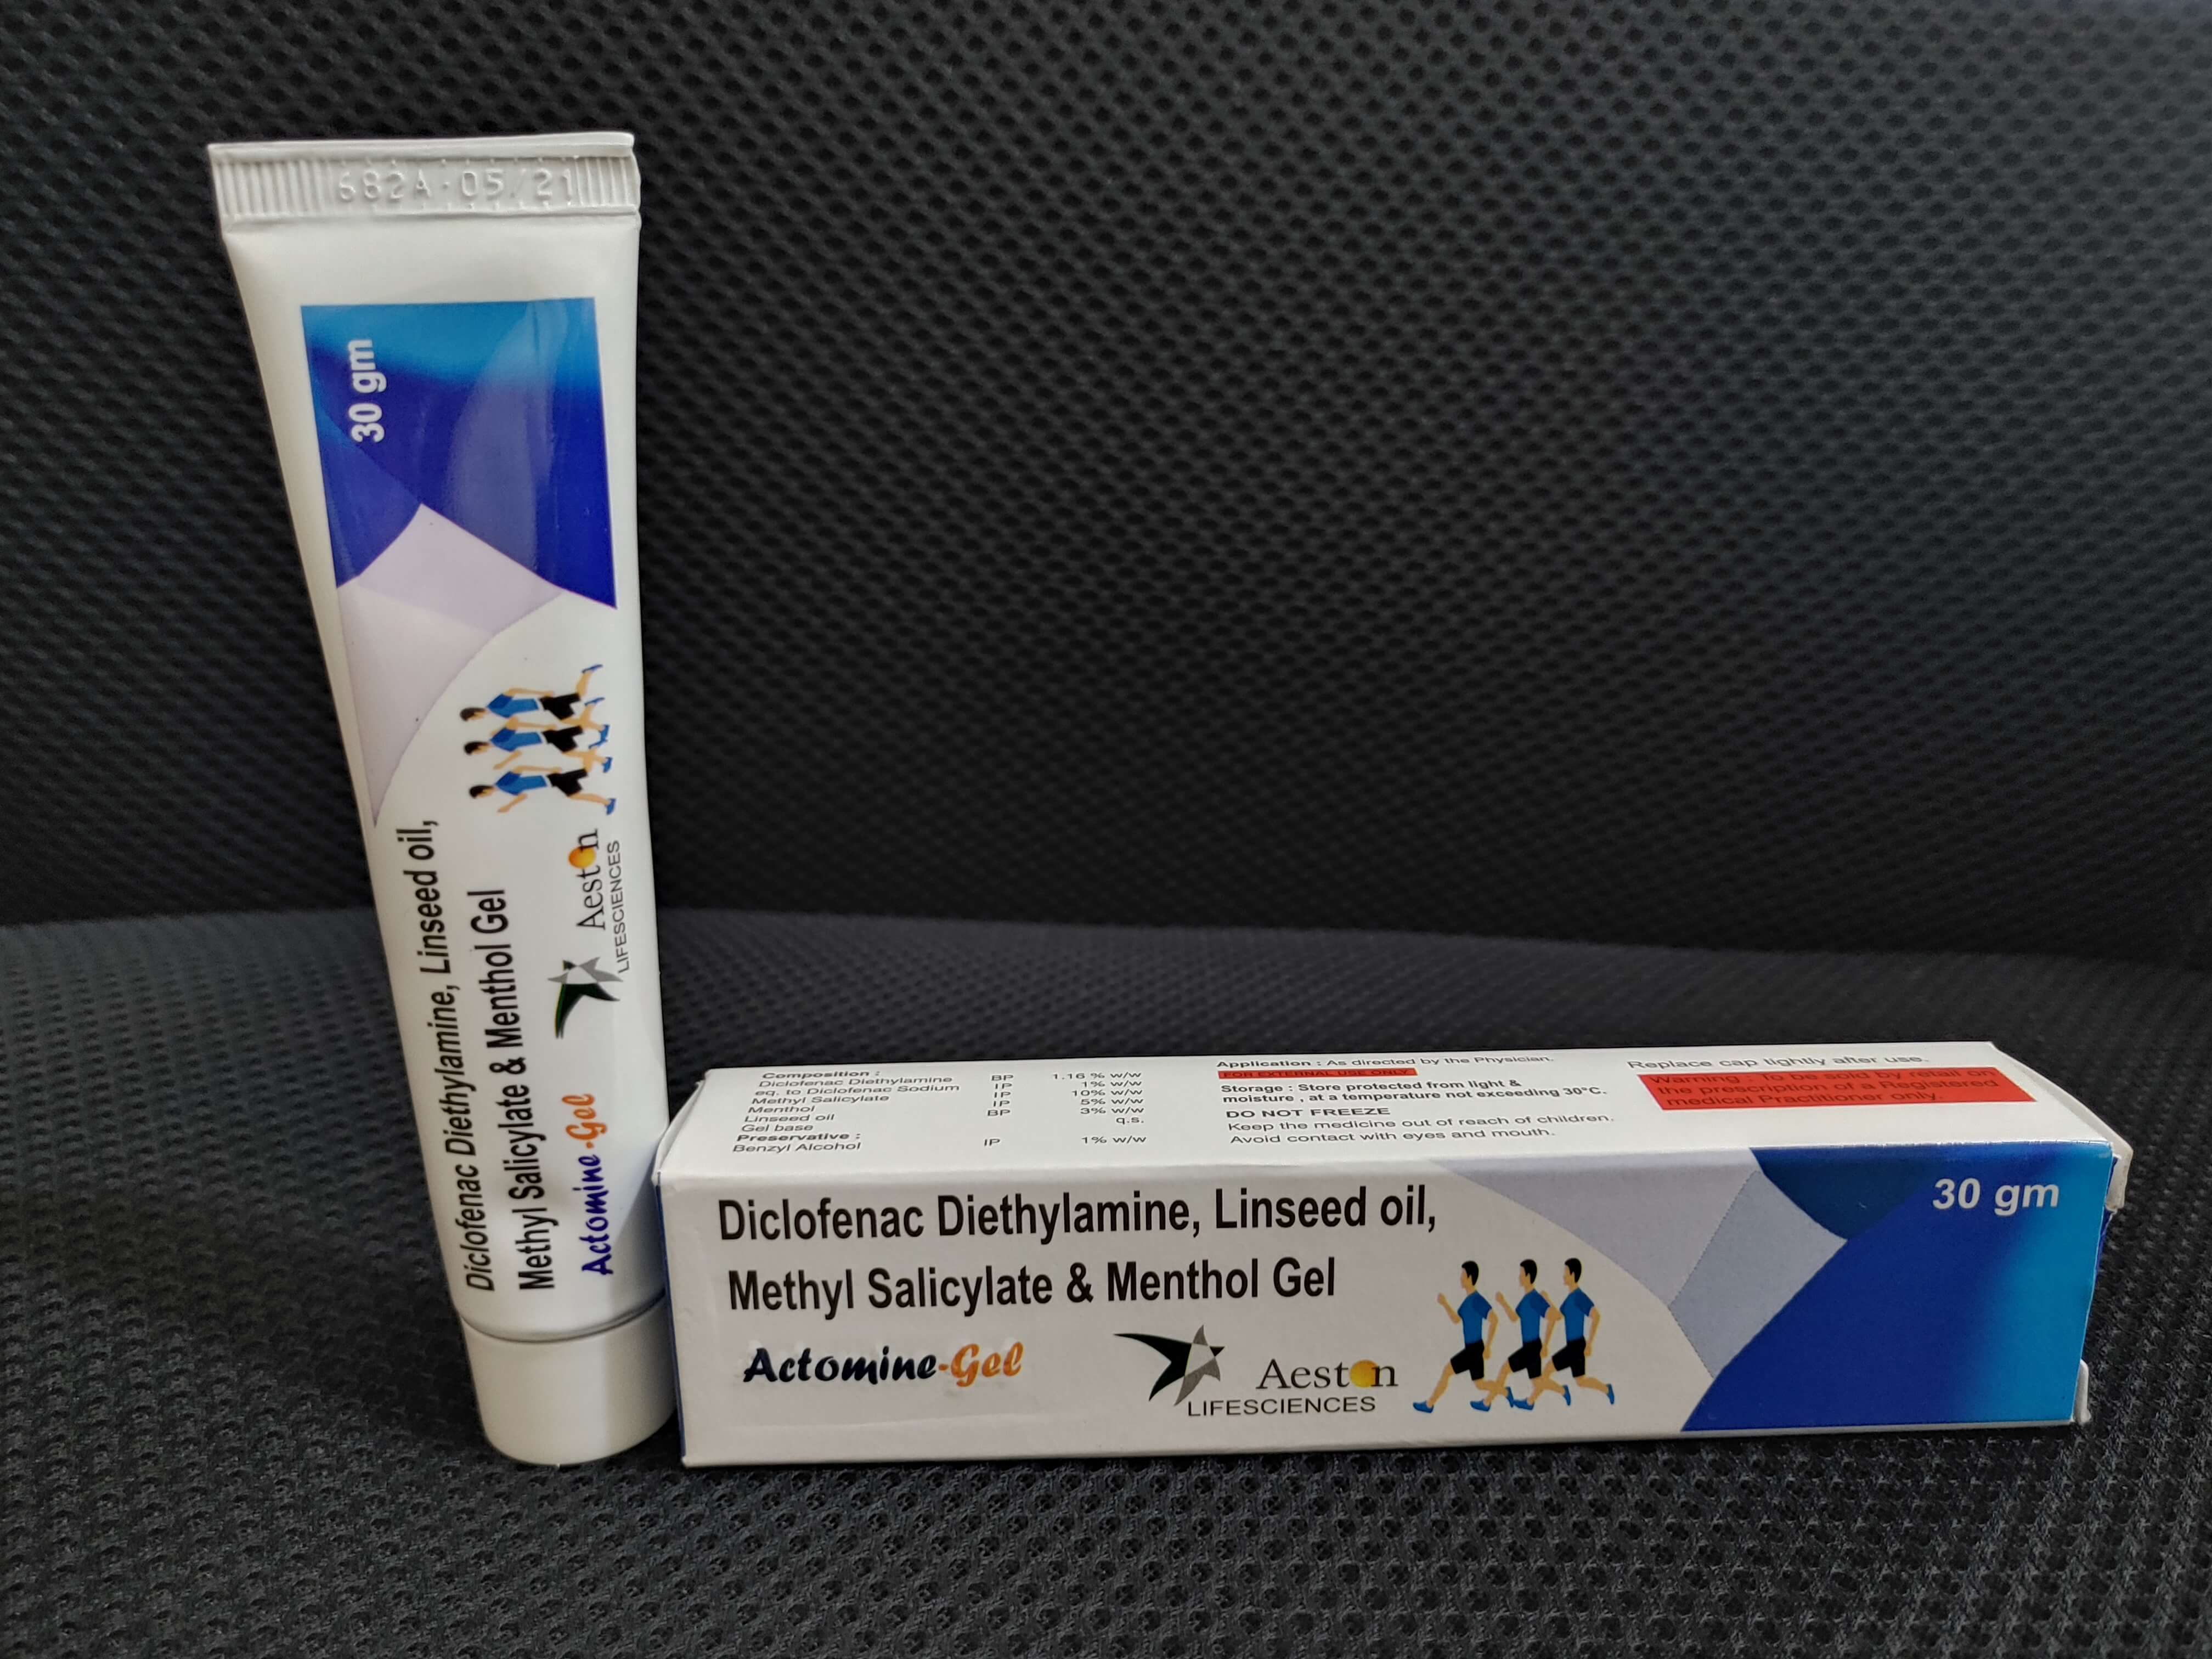 682A·05/21
30 gm
Diclofenac Diethylamine, Linseed oil,
Methyl Salicylate & Menthol Gel
Actomine-Gel
Aeston
LIFESCIENCES
Composition :
Diclofenac Diethylamine BP 1.16 % w/w
eq. to Diclofenac Sodium IP 1% w/w
Methyl Salicylate IP 10% w/w
Menthol IP 5% w/w
Linseed oil BP 3% w/w
Gel base q.s.
Preservative :
Benzyl Alcohol IP 1% w/w
Application : As directed by the Physician.
FOR EXTERNAL USE ONLY
Storage : Store protected from light &
moisture , at a temperature not exceeding 30°C.
DO NOT FREEZE
Keep the medicine out of reach of children.
Avoid contact with eyes and mouth.
Replace cap tightly after use.
Warning : To be sold by retail on
the prescription of a Registered
medical Practitioner only.
Diclofenac Diethylamine, Linseed oil,
Methyl Salicylate & Menthol Gel
Actomine-Gel
Aeston
LIFESCIENCES
30 gm